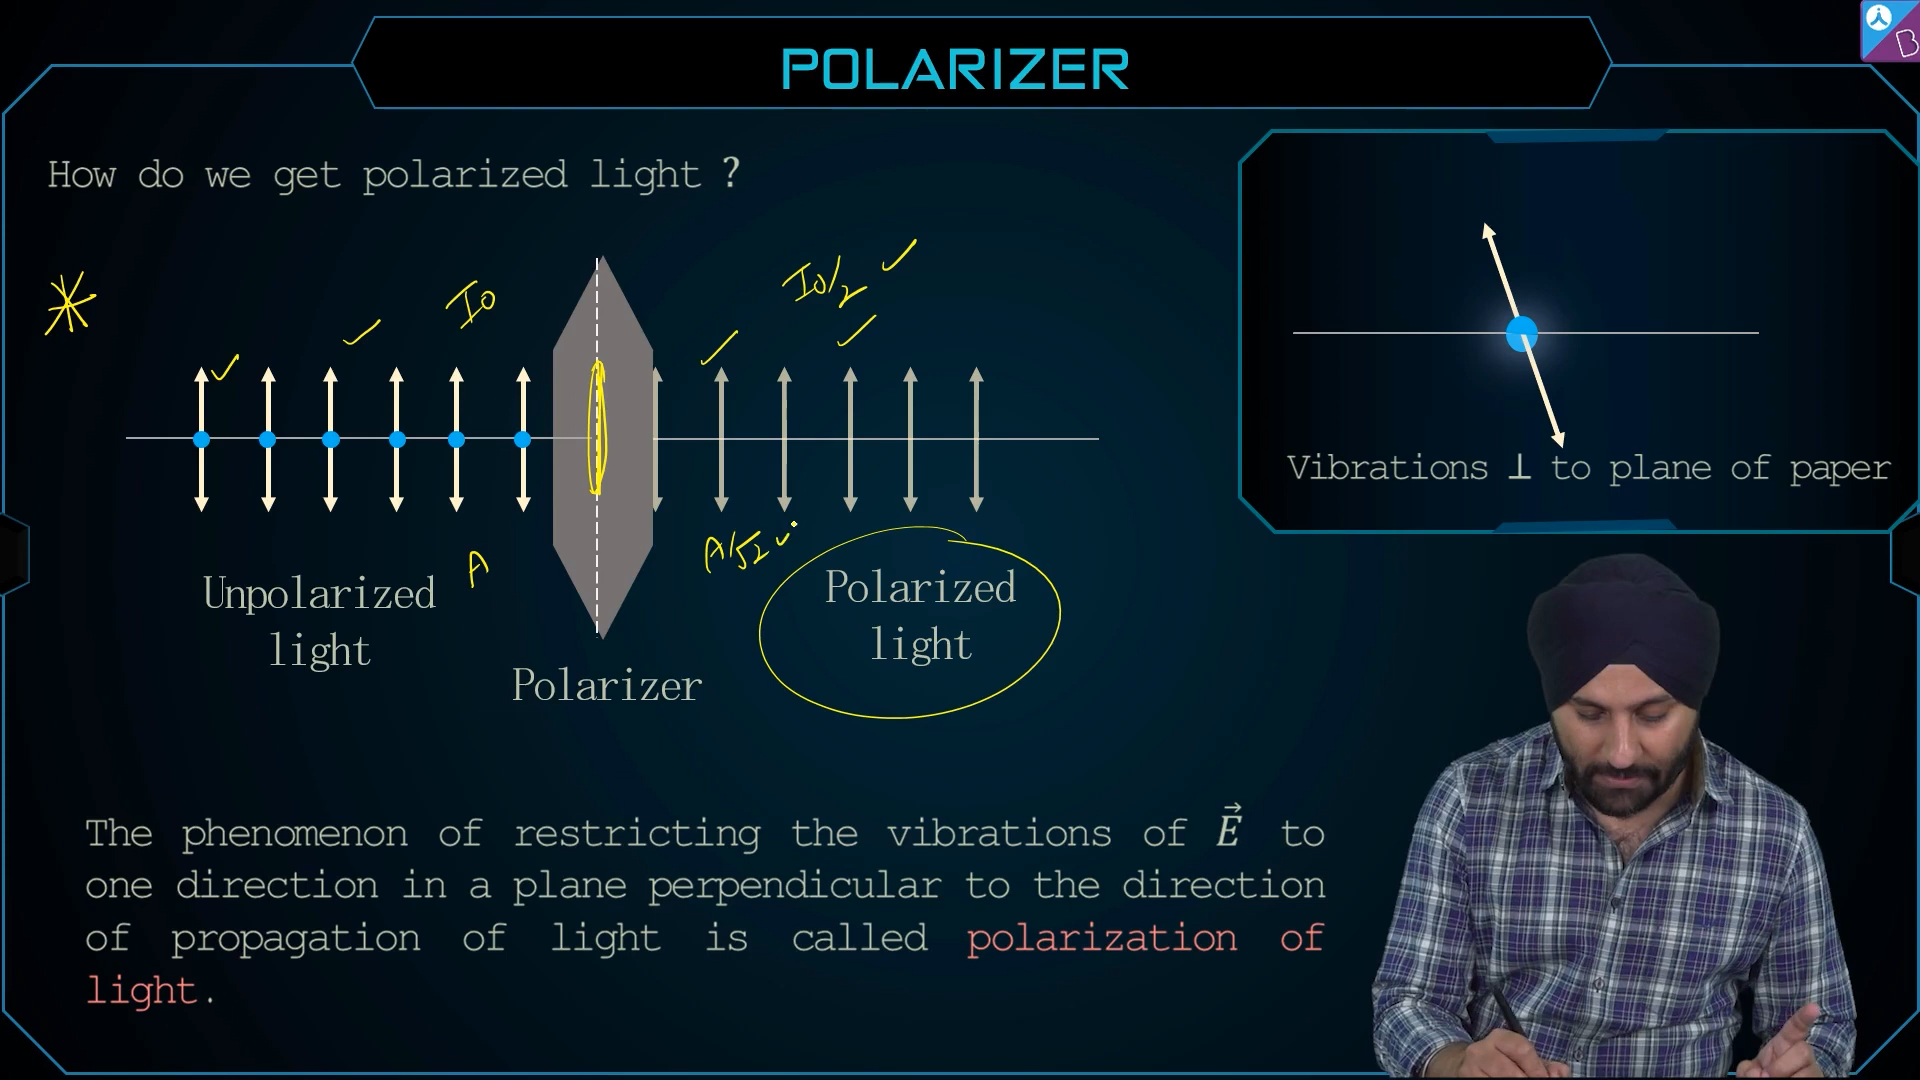 POLARIZER
B
How do we get polarized light ?
I0
I0/2
A
A/√2
Unpolarized
light
Polarizer
Polarized
light
Vibrations ⊥ to plane of paper
The phenomenon of restricting the vibrations of E⃗ to
one direction in a plane perpendicular to the direction
of propagation of light is called polarization of
light.